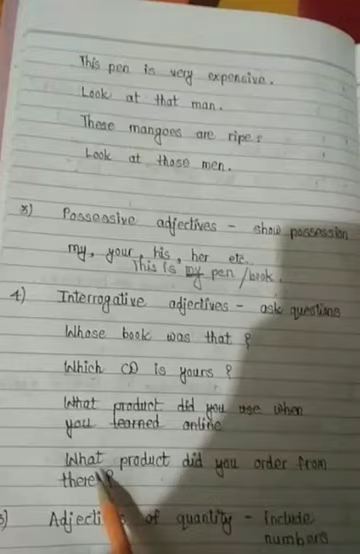 This pen is very expensive.
Look at that man.
These mangoes are ripe.
Look at those men.
3) Possessive adjectives - show possession
my, your, his, her etc.
This is my pen/book.
4) Interrogative adjectives - ask questions
Whose book was that?
Which CD is yours?
What product did you use when
you learned online
What product did you order from
there?
of quantity - include
numbers